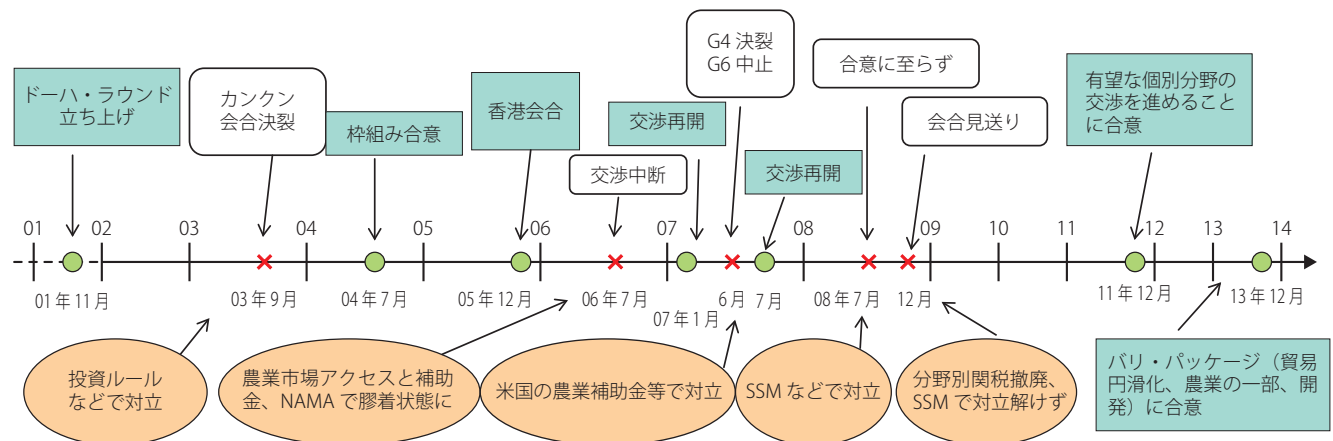 ドーハ・ラウンド
立ち上げ
カンクン
会合決裂
枠組み合意
香港会合
交渉中断
交渉再開
G4 決裂
G6 中止
交渉再開
合意に至らず
会合見送り
有望な個別分野の
交渉を進めること
に合意
01
02
03
04
05
06
07
08
09
10
11
12
13
14
01 年 11 月
03 年 9 月
04 年 7 月
05 年 12 月
06 年 7 月
07 年 1 月
6 月
7 月
08 年 7 月
12 月
11 年 12 月
13 年 12 月
投資ルール
などで対立
農業市場アクセスと補助
金、NAMA で膠着状態に
米国の農業補助金等で対立
SSM などで対立
分野別関税撤廃、
SSM で対立解けず
バリ・パッケージ（貿易
円滑化、農業の一部、開
発）に合意